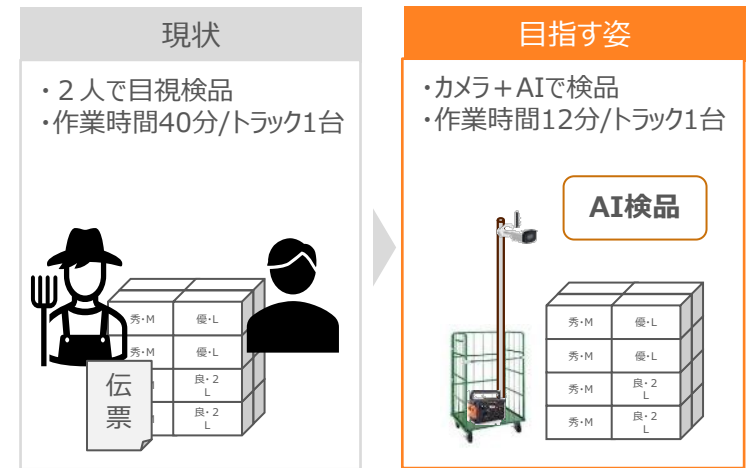 現状
・２人で目視検品
・作業時間40分/トラック1台
秀・M
優・L
秀・M
優・L
良・2
L
良・2
L
伝
票
目指す姿
・カメラ＋AIで検品
・作業時間12分/トラック1台
AI検品
秀・M
優・L
秀・M
優・L
秀・M
良・2
L
秀・M
良・2
L